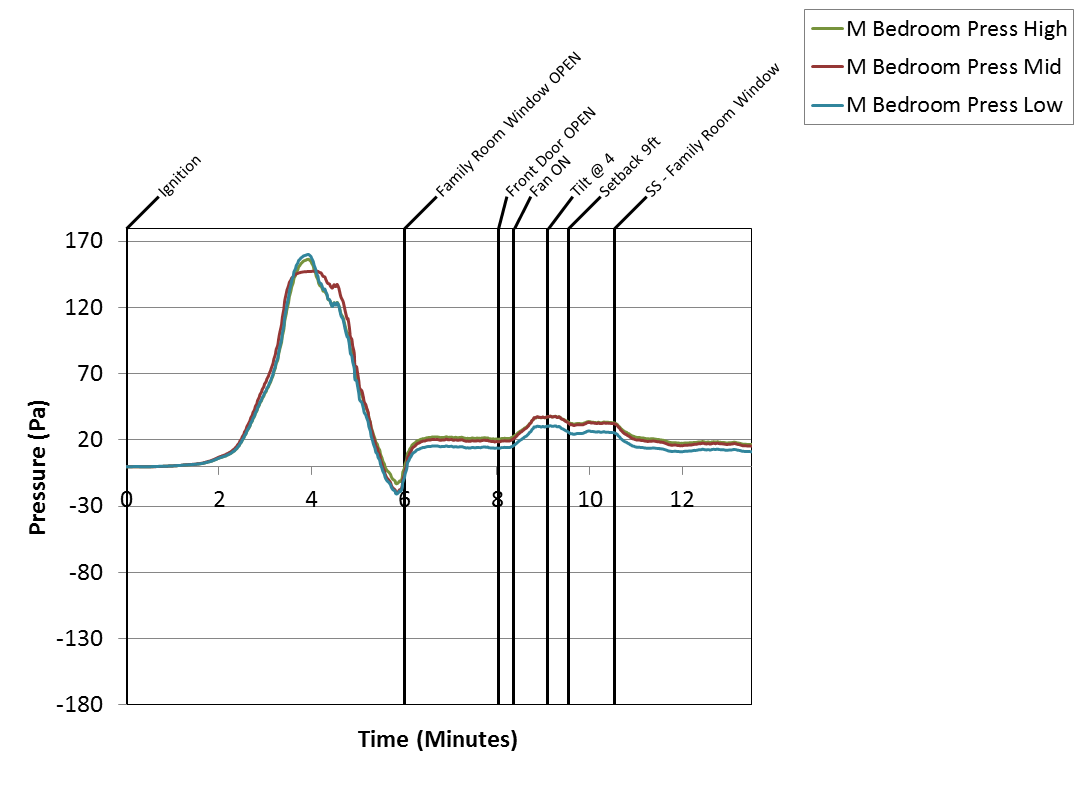 M Bedroom Press High
M Bedroom Press Mid
M Bedroom Press Low
Ignition
Family Room Window OPEN
Front Door OPEN
Fan ON
Tilt @ 4
Setback 9ft
SS - Family Room Window
170
120
70
20
-30
-80
-130
-180
0 2 4 6 8 10 12
Pressure (Pa)
Time (Minutes)